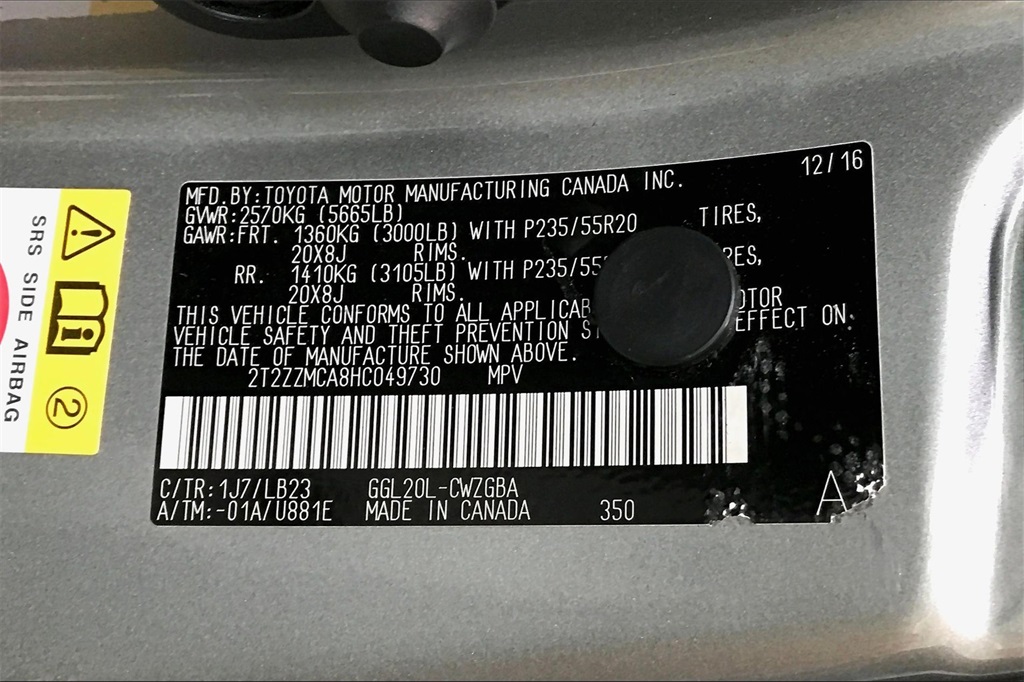 12/16
MFD. BY: TOYOTA MOTOR MANUFACTURING CANADA INC.
GVWR: 2570KG (5665LB)
GAWR: FRT. 1360KG (3000LB) WITH P235/55R20 TIRES,
20X8J RIMS.
RR. 1410KG (3105LB) WITH P235/55
20X8J RIMS.
THIS VEHICLE CONFORMS TO ALL
VEHICLE SAFETY AND THEFT PREVENTION EFFECT ON
THE DATE OF MANUFACTURE SHOWN ABOVE.
2T2ZZMCA8HC049730 MPV
C/TR: 1J7/LB23 GGL20L-CWZGBA
A/TM: -01A/U881E MADE IN CANADA 350
A
SRS SIDE AIRBAG
2